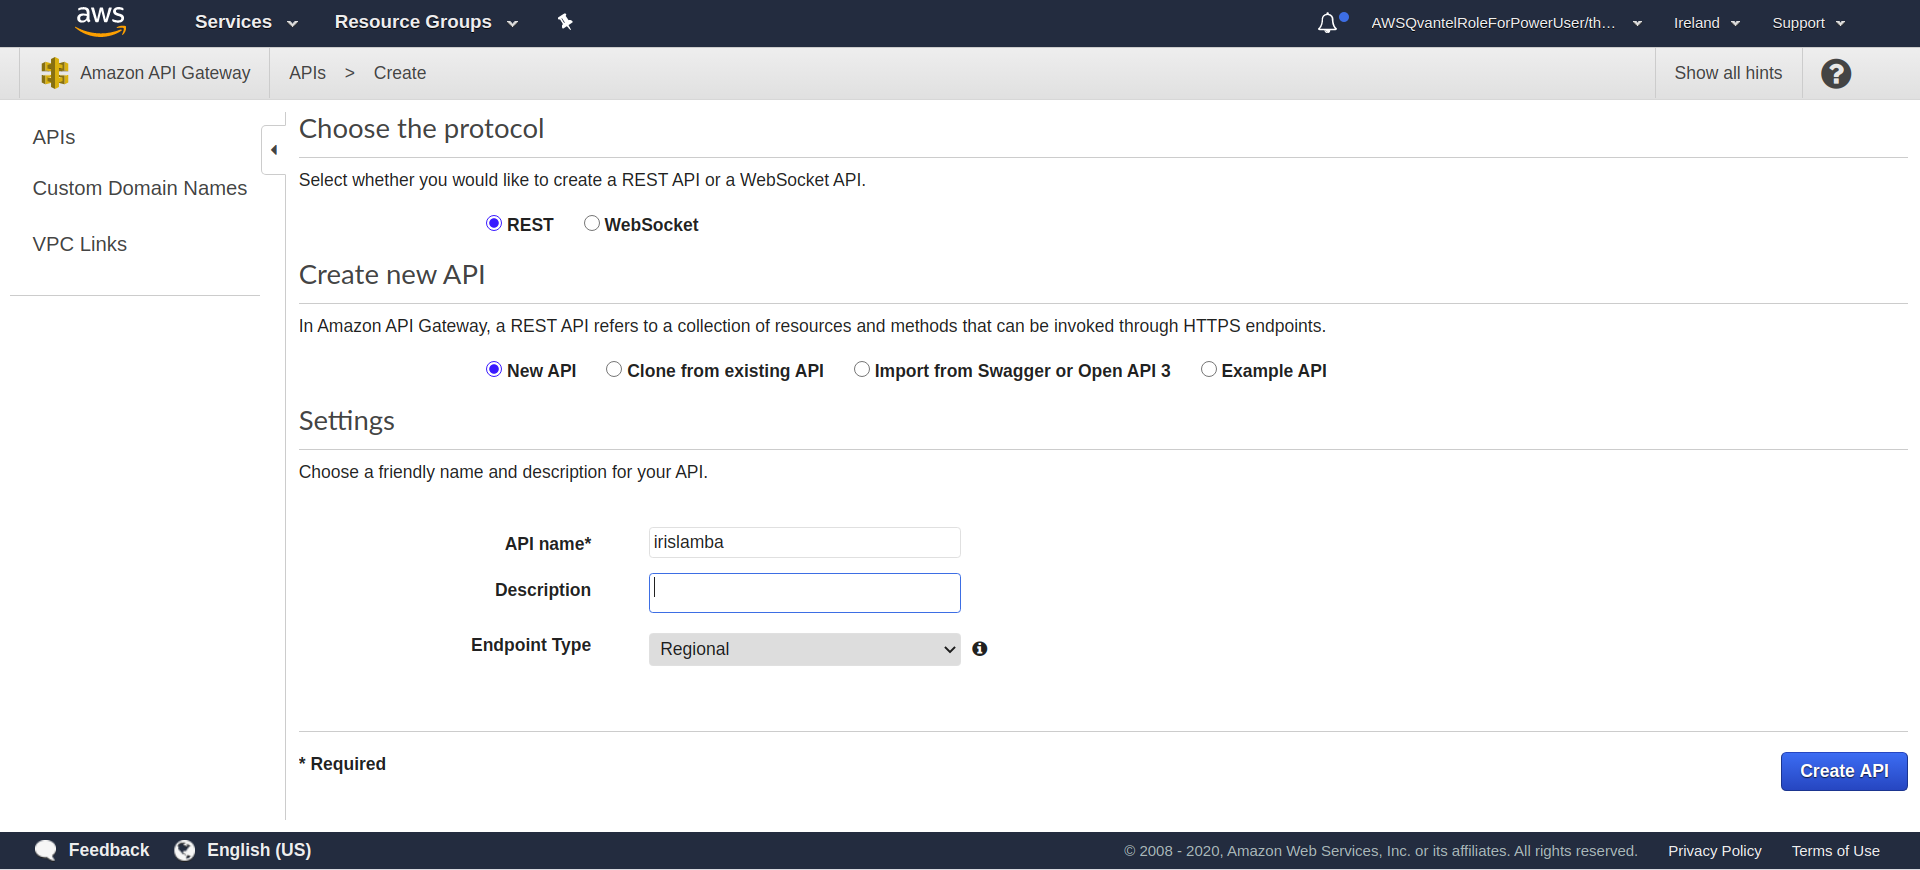 aws Services Resource Groups AWSQvantelRoleForPowerUser/th... Ireland Support
Amazon API Gateway APIs > Create Show all hints ?
APIs
Custom Domain Names
VPC Links
Choose the protocol
Select whether you would like to create a REST API or a WebSocket API.
REST WebSocket
Create new API
In Amazon API Gateway, a REST API refers to a collection of resources and methods that can be invoked through HTTPS endpoints.
New API Clone from existing API Import from Swagger or Open API 3 Example API
Settings
Choose a friendly name and description for your API.
API name* irislamba
Description
Endpoint Type Regional
* Required
Create API
Feedback English (US) © 2008 - 2020, Amazon Web Services, Inc. or its affiliates. All rights reserved. Privacy Policy Terms of Use